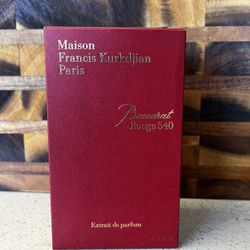 Maison
Francis Kurkdjian
Paris
Baccarat
Rouge 540
Extrait de parfum